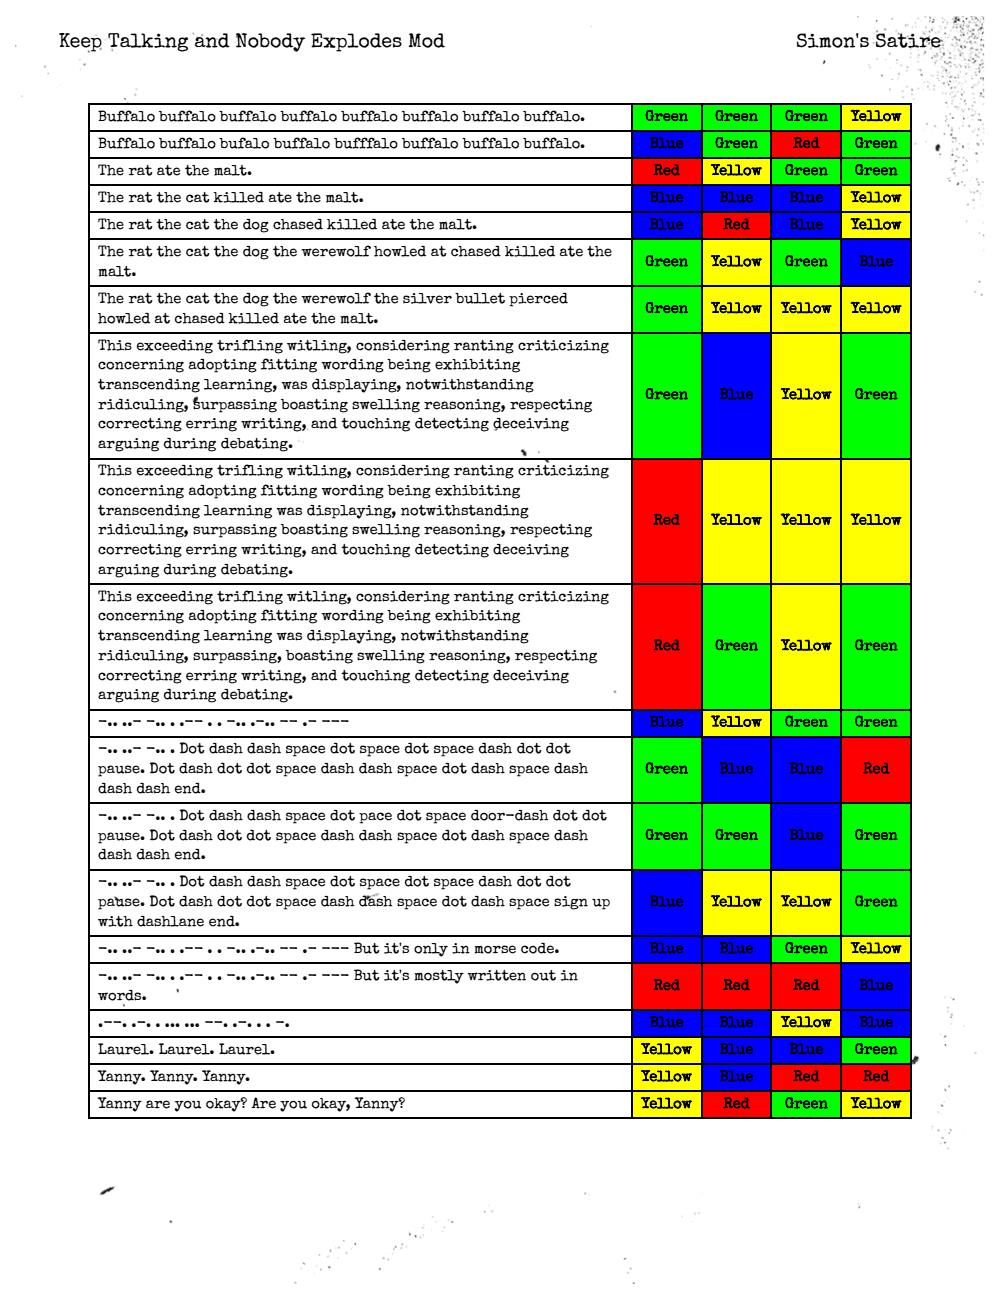 Keep Talking and Nobody Explodes Mod Simon's Satire
Buffalo buffalo buffalo buffalo buffalo buffalo buffalo buffalo. Green Green Green Yellow
Buffalo buffalo bufalo buffalo bufffalo buffalo buffalo buffalo. Blue Green Red Green
The rat ate the malt. Red Yellow Green Green
The rat the cat killed ate the malt. Blue Blue Blue Yellow
The rat the cat the dog chased killed ate the malt. Blue Red Blue Yellow
The rat the cat the dog the werewolf howled at chased killed ate the
malt.
Green Yellow Green Blue
The rat the cat the dog the werewolf the silver bullet pierced
howled at chased killed ate the malt.
Green Yellow Yellow Yellow
This exceeding trifling witling, considering ranting criticizing
concerning adopting fitting wording being exhibiting
transcending learning, was displaying, notwithstanding
ridiculing, surpassing boasting swelling reasoning, respecting
correcting erring writing, and touching detecting deceiving
arguing during debating.
Green Blue Yellow Green
This exceeding trifling witling, considering ranting criticizing
concerning adopting fitting wording being exhibiting
transcending learning was displaying, notwithstanding
ridiculing, surpassing boasting swelling reasoning, respecting
correcting erring writing, and touching detecting deceiving
arguing during debating.
Red Yellow Yellow Yellow
This exceeding trifling witling, considering ranting criticizing
concerning adopting fitting wording being exhibiting
transcending learning was displaying, notwithstanding
ridiculing, surpassing, boasting swelling reasoning, respecting
correcting erring writing, and touching detecting deceiving
arguing during debating.
Red Green Yellow Green
-.. ..- -.. . .-- . . -.. .-.. -- .- --- Blue Yellow Green Green
-.. ..- -.. . Dot dash dash space dot space dot space dash dot dot
pause. Dot dash dot dot space dash dash space dot dash space dash
dash dash end.
Green Blue Blue Red
-.. ..- -.. . Dot dash dash space dot pace dot space door-dash dot dot
pause. Dot dash dot dot space dash dash space dot dash space dash
dash dash end.
Green Green Blue Green
-.. ..- -.. . Dot dash dash space dot space dot space dash dot dot
pause. Dot dash dot dot space dash dash space dot dash space sign up
with dashlane end.
Blue Yellow Yellow Green
-.. ..- -.. . .-- . . -.. .-.. -- .- --- But it's only in morse code. Blue Blue Green Yellow
-.. ..- -.. . .-- . . -.. .-.. -- .- --- But it's mostly written out in
words.
Red Red Red Blue
.--. .-. . ... ... --. .-. . . -. Blue Blue Yellow Blue
Laurel. Laurel. Laurel. Yellow Blue Blue Green
Yanny. Yanny. Yanny. Yellow Blue Red Red
Yanny are you okay? Are you okay, Yanny? Yellow Red Green Yellow